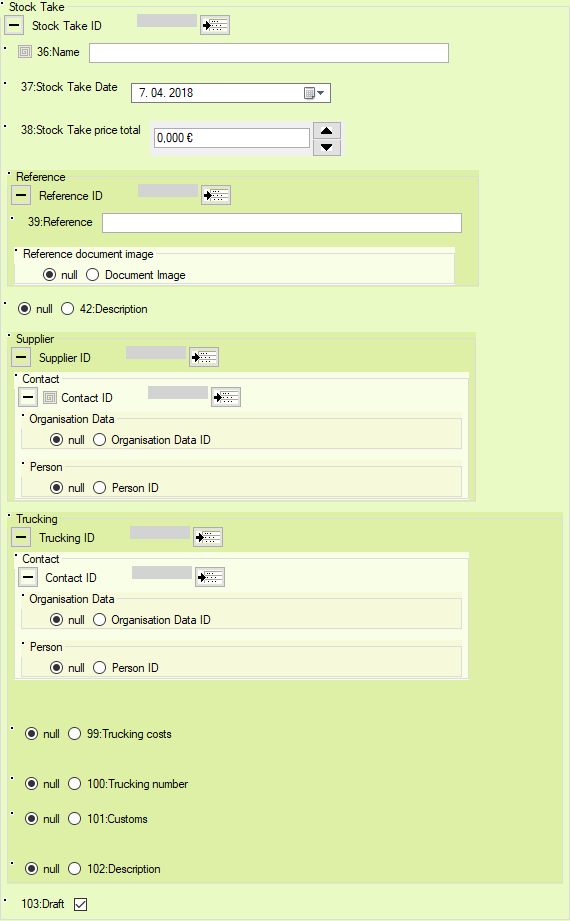 Stock Take
Stock Take ID
36:Name
37:Stock Take Date 7. 04. 2018
38:Stock Take price total 0,000 €
Reference
Reference ID
39:Reference
Reference document image
null Document Image
null 42:Description
Supplier
Supplier ID
Contact
Contact ID
Organisation Data
null Organisation Data ID
Person
null Person ID
Trucking
Trucking ID
Contact
Contact ID
Organisation Data
null Organisation Data ID
Person
null Person ID
null 99:Trucking costs
null 100:Trucking number
null 101:Customs
null 102:Description
103:Draft